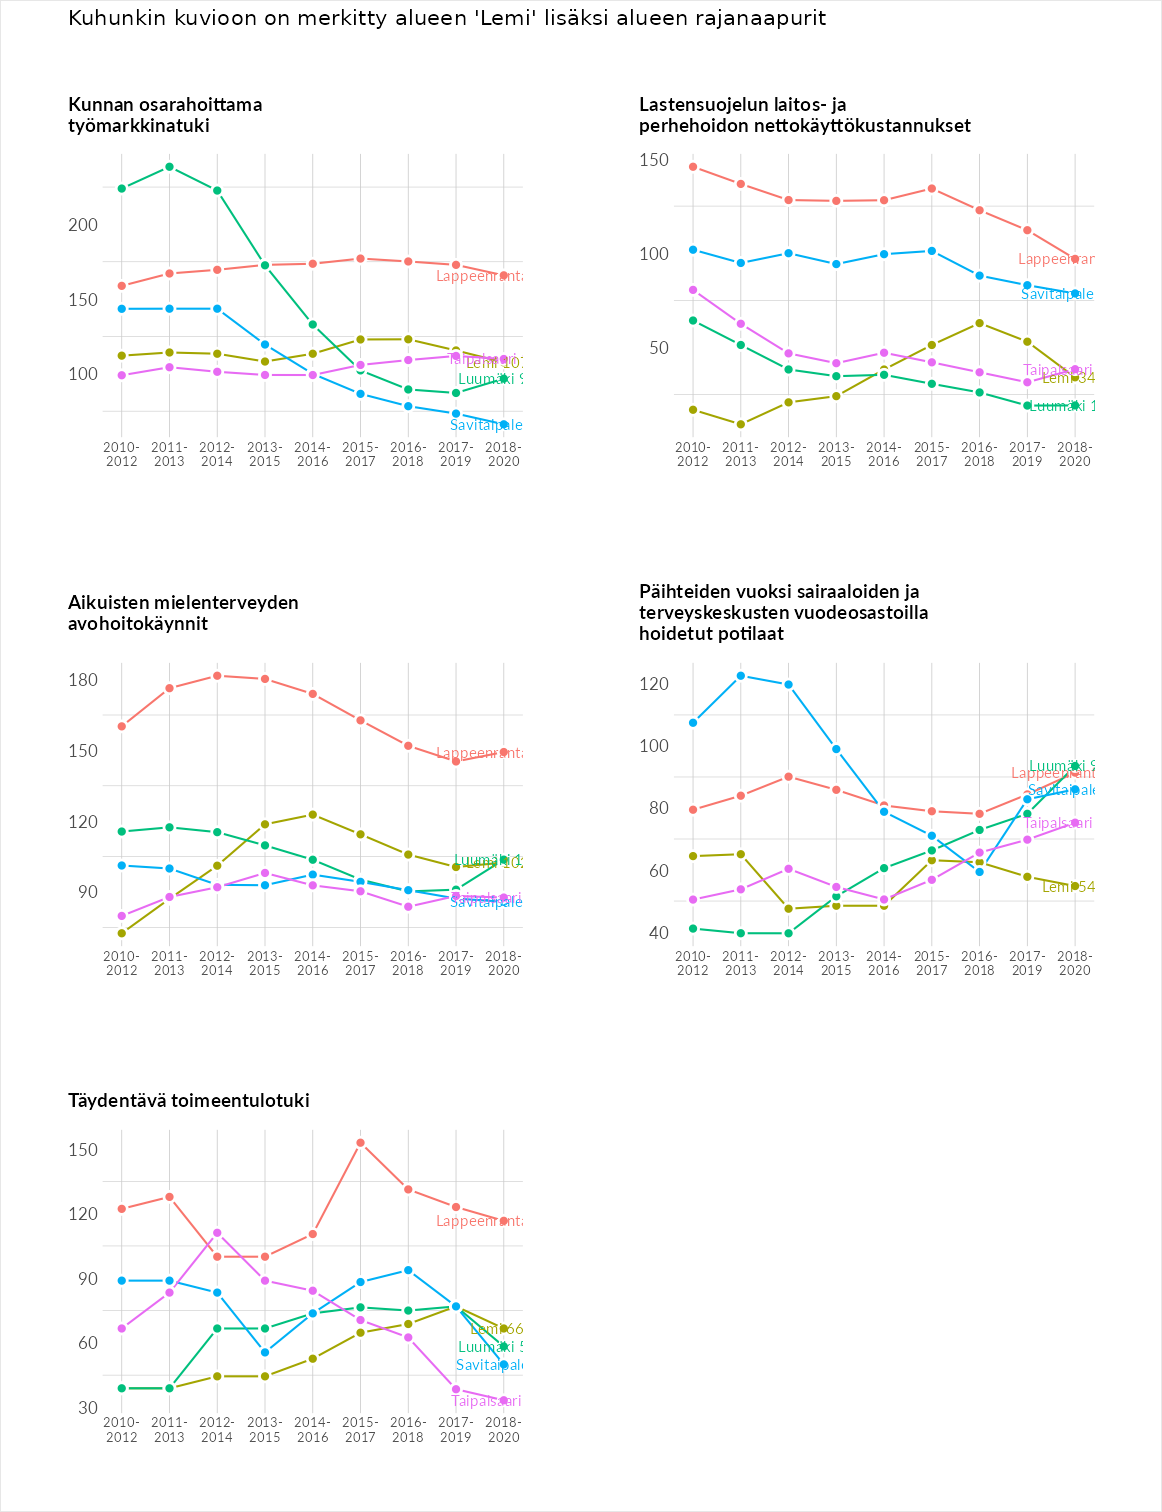 Kuhunkin kuvioon on merkitty alueen 'Lemi' lisäksi alueen rajanaapurit
Kunnan osarahoittama
työmarkkinatuki
200
150
100
Lappeenranta
Lemi 10
Luumäki 9
Savitaipale
2010- 2011- 2012- 2013- 2014- 2015- 2016- 2017- 2018-
2012 2013 2014 2015 2016 2017 2018 2019 2020
Lastensuojelun laitos- ja
perhehoidon nettokäyttökustannukset
150
100
50
Lappeenran
Savitaipale
Taipalsaari
Lemi 34
Luumäki 1
2010- 2011- 2012- 2013- 2014- 2015- 2016- 2017- 2018-
2012 2013 2014 2015 2016 2017 2018 2019 2020
Aikuisten mielenterveyden
avohoitokäynnit
180
150
120
90
Lappeenranta
Luumäki 1
Taipalsaari
Savitaipale
2010- 2011- 2012- 2013- 2014- 2015- 2016- 2017- 2018-
2012 2013 2014 2015 2016 2017 2018 2019 2020
Päihteiden vuoksi sairaaloiden ja
terveyskeskusten vuodeosastoilla
hoidetut potilaat
120
100
80
60
40
Luumäki 9
Lappeenrant
Savitaipale
Taipalsaari
Lemi 54
2010- 2011- 2012- 2013- 2014- 2015- 2016- 2017- 2018-
2012 2013 2014 2015 2016 2017 2018 2019 2020
Täydentävä toimeentulotuki
150
120
90
60
30
Lappeenranta
Lemi 66
Luumäki 5
Savitaipale
Taipalsaari
2010- 2011- 2012- 2013- 2014- 2015- 2016- 2017- 2018-
2012 2013 2014 2015 2016 2017 2018 2019 2020